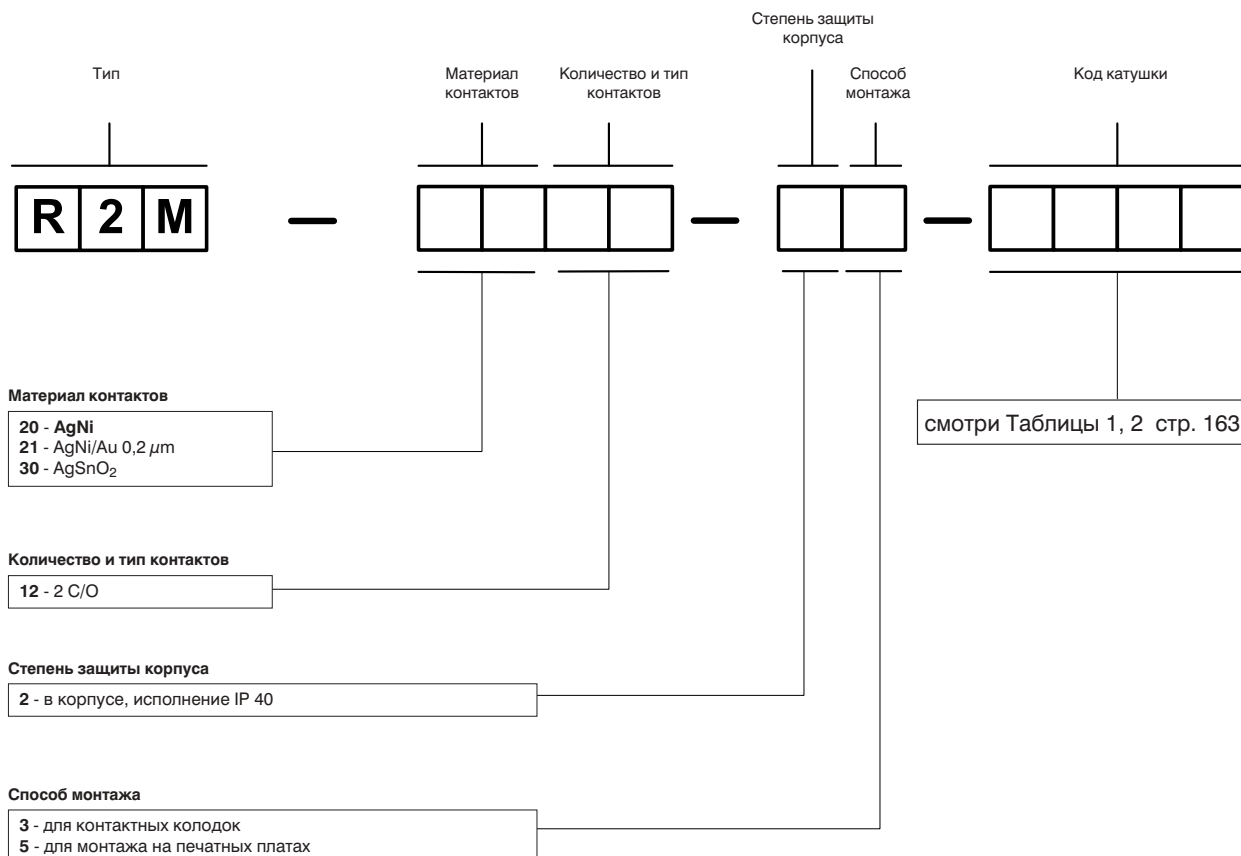 Степень защиты
корпуса
Тип
Материал
контактов
Количество и тип
контактов
Способ
монтажа
Код катушки
R 2 M — — —
Материал контактов
20 - AgNi
21 - AgNi/Au 0,2 µm
30 - AgSnO₂
смотри Таблицы 1, 2 стр. 163
Количество и тип контактов
12 - 2 C/O
Степень защиты корпуса
2 - в корпусе, исполнение IP 40
Способ монтажа
3 - для контактных колодок
5 - для монтажа на печатных платах